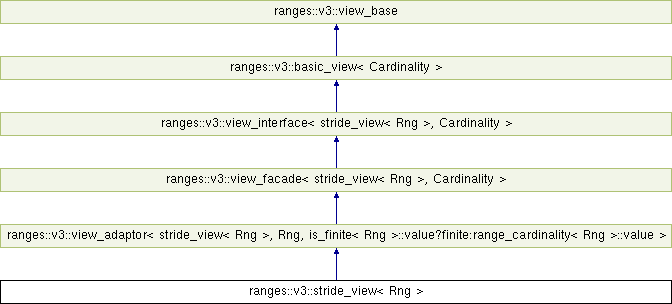 ranges::v3::view_base
ranges::v3::basic_view< Cardinality >
ranges::v3::view_interface< stride_view< Rng >, Cardinality >
ranges::v3::view_facade< stride_view< Rng >, Cardinality >
ranges::v3::view_adaptor< stride_view< Rng >, Rng, is_finite< Rng >::value?finite:range_cardinality< Rng >::value >
ranges::v3::stride_view< Rng >